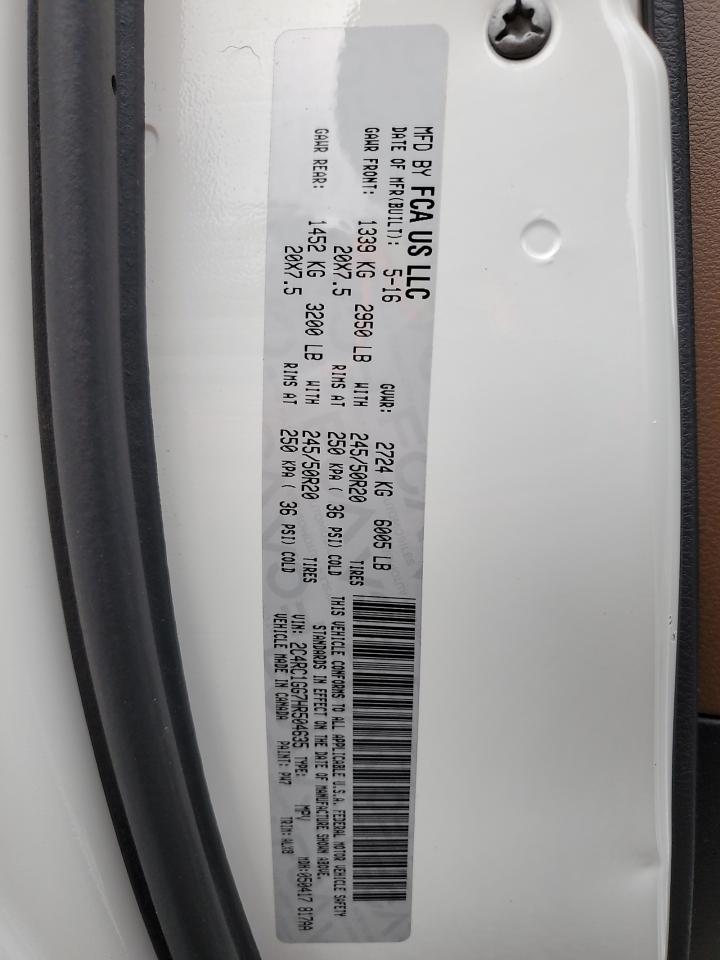 MFD BY FCA US LLC
DATE OF MFR(BUILT): 5-16 GVWR: 2724 KG 6005 LB
GAWR FRONT: 1339 KG 2950 LB WITH 245/50R20 TIRES
20X7.5 RIMS AT 250 KPA ( 36 PSI) COLD
GAWR REAR: 1452 KG 3200 LB WITH 245/50R20 TIRES
20X7.5 RIMS AT 250 KPA ( 36 PSI) COLD
THIS VEHICLE CONFORMS TO ALL APPLICABLE U.S.A. FEDERAL MOTOR VEHICLE SAFETY
STANDARDS IN EFFECT ON THE DATE OF MANUFACTURE SHOWN ABOVE.
VIN: 2C4RC1GG7HR504635 TYPE: MPV MDH:050417 817AA
VEHICLE MADE IN CANADA PAINT: PW7 TRIM: